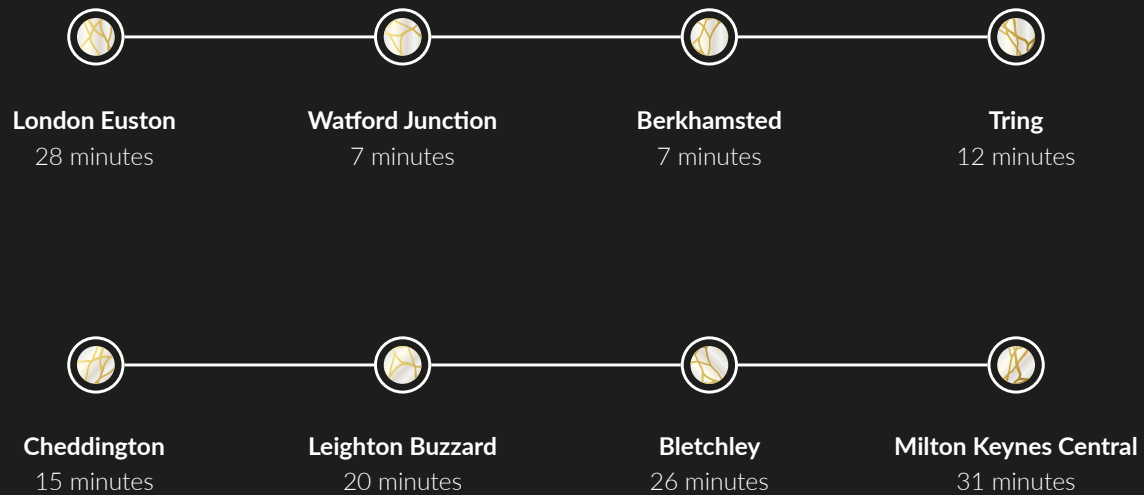 London Euston
28 minutes
Watford Junction
7 minutes
Berkhamsted
7 minutes
Tring
12 minutes
Cheddington
15 minutes
Leighton Buzzard
20 minutes
Bletchley
26 minutes
Milton Keynes Central
31 minutes